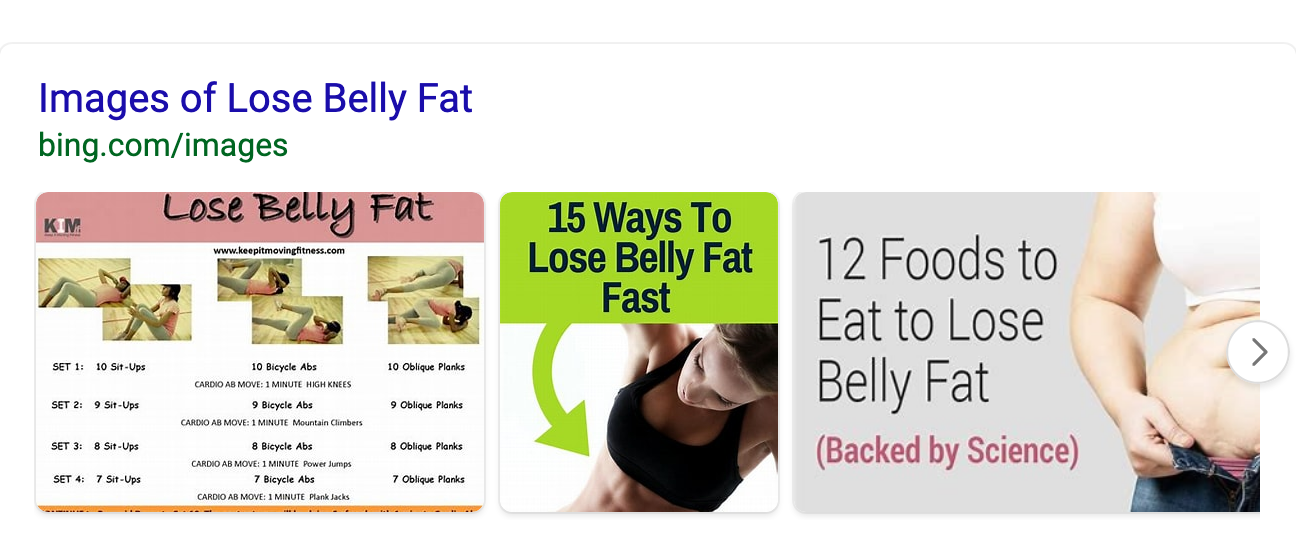 Images of Lose Belly Fat
bing.com/images
Lose Belly Fat
KIM
www.keepitmovingfitness.com
SET 1: 10 Sit-Ups 10 Bicycle Abs 10 Oblique Planks
CARDIO AB MOVE: 1 MINUTE HIGH KNEES
SET 2: 9 Sit-Ups 9 Bicycle Abs 9 Oblique Planks
CARDIO AB MOVE: 1 MINUTE Mountain Climbers
SET 3: 8 Sit-Ups 8 Bicycle Abs 8 Oblique Planks
CARDIO AB MOVE: 1 MINUTE Power Jumps
SET 4: 7 Sit-Ups 7 Bicycle Abs 7 Oblique Planks
CARDIO AB MOVE: 1 MINUTE Plank Jacks
15 Ways To
Lose Belly Fat
Fast
12 Foods to
Eat to Lose
Belly Fat
(Backed by Science)